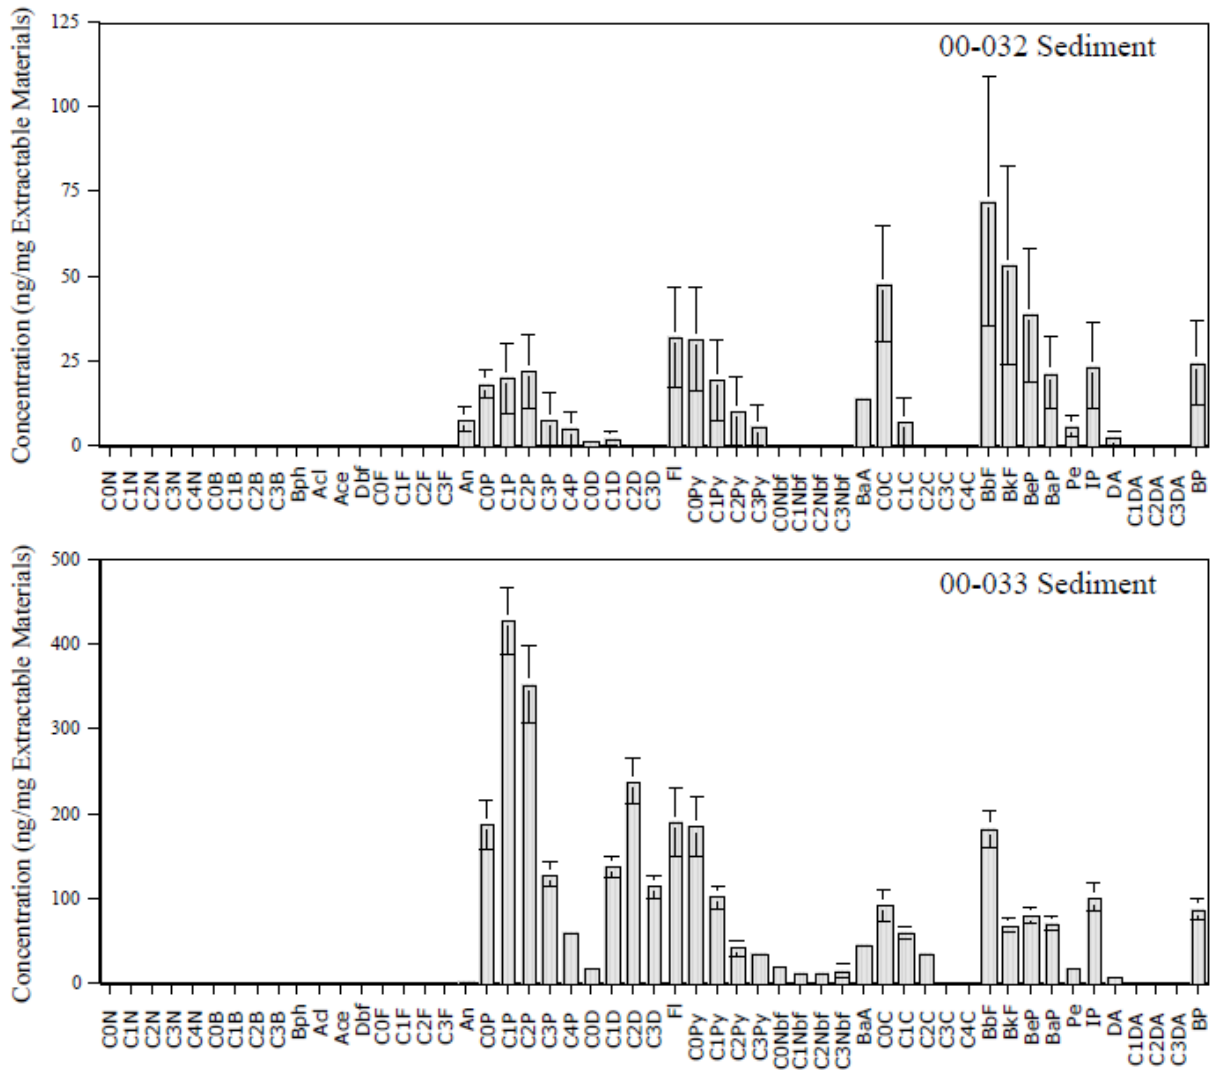 Concentration (ng/mg Extractable Materials)
125
100
75
50
25
0
00-032 Sediment
C0N C1N C2N C3N C4N C0B C1B C2B C3B Bph Acl Ace Dbf C0F C1F C2F C3F An C0P C1P C2P C3P C4P C0D C1D C2D C3D Fl C0Py C1Py C2Py C3Py C0Nbf C1Nbf C2Nbf C3Nbf BaA C0C C1C C2C C3C C4C BbF BkF BeP BaP Pe IP DA C1DA C2DA C3DA BP
Concentration (ng/mg Extractable Materials)
500
400
300
200
100
0
00-033 Sediment
C0N C1N C2N C3N C4N C0B C1B C2B C3B Bph Acl Ace Dbf C0F C1F C2F C3F An C0P C1P C2P C3P C4P C0D C1D C2D C3D Fl C0Py C1Py C2Py C3Py C0Nbf C1Nbf C2Nbf C3Nbf BaA C0C C1C C2C C3C C4C BbF BkF BeP BaP Pe IP DA C1DA C2DA C3DA BP